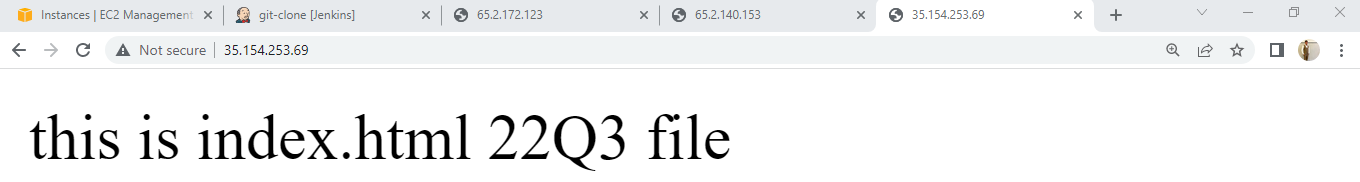 Instances | EC2 Management
git-clone [Jenkins]
65.2.172.123
65.2.140.153
35.154.253.69
Not secure | 35.154.253.69
this is index.html 22Q3 file